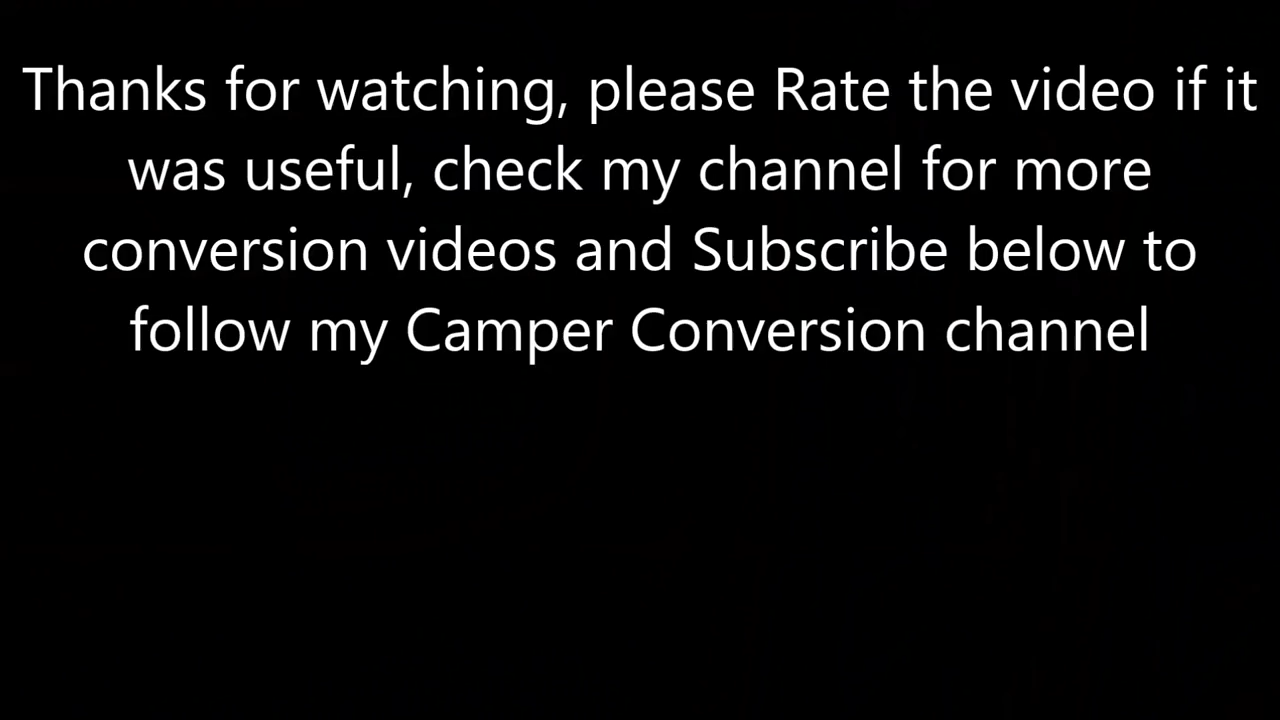 Thanks for watching, please Rate the video if it
was useful, check my channel for more
conversion videos and Subscribe below to
follow my Camper Conversion channel